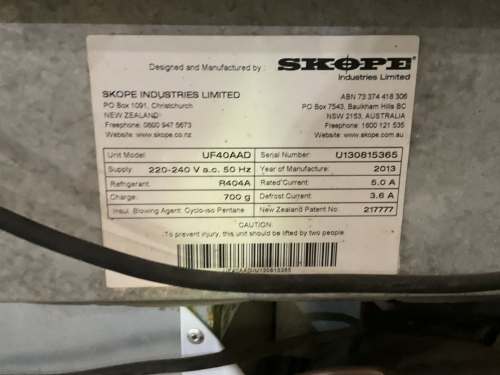 Designed and Manufactured by : SKOPE
Industries Limited
SKOPE INDUSTRIES LIMITED
PO Box 1091, Christchurch
NEW ZEALAND
Freephone: 0800 947 5673
Website: www.skope.co.nz
ABN 73 374 418 306
PO Box 7543, Baulkham Hills BC
NSW 2153, AUSTRALIA
Freephone: 1800 121 535
Website: www.skope.com.au
Unit Model: UF40AAD Serial Number: U130815365
Supply: 220-240 V a.c. 50 Hz Year of Manufacture: 2013
Refrigerant: R404A Rated Current: 5.0 A
Charge: 700 g Defrost Current: 3.6 A
Insul. Blowing Agent: Cyclo-iso Pentane New Zealand Patent No: 217777
CAUTION:
To prevent injury, this unit should be lifted by two people.
UF40AAD/U130815365